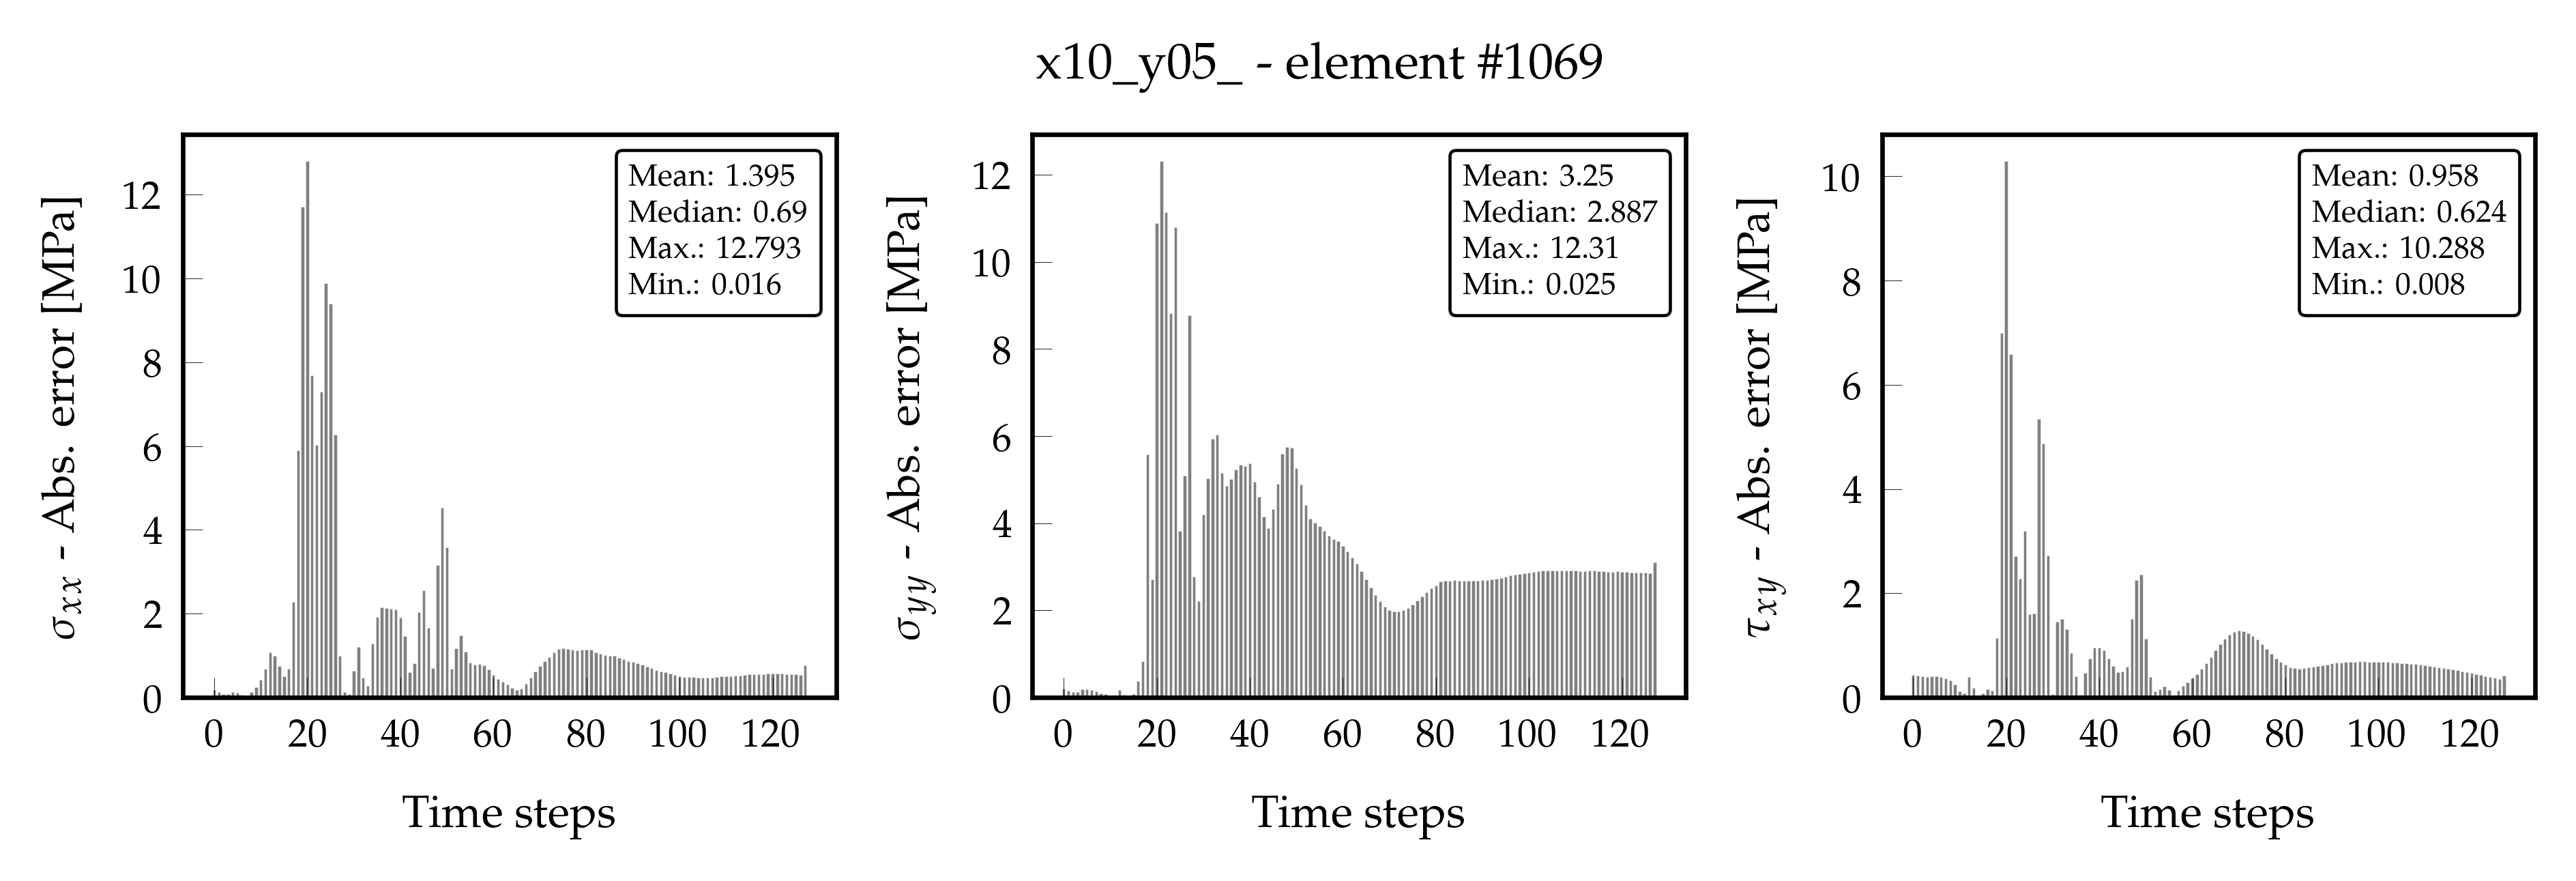 x10_y05_ - element #1069
σxx - Abs. error [MPa]
12
10
8
6
4
2
0
Mean: 1.395
Median: 0.69
Max.: 12.793
Min.: 0.016
0 20 40 60 80 100 120
Time steps
σyy - Abs. error [MPa]
12
10
8
6
4
2
0
Mean: 3.25
Median: 2.887
Max.: 12.31
Min.: 0.025
0 20 40 60 80 100 120
Time steps
τxy - Abs. error [MPa]
10
8
6
4
2
0
Mean: 0.958
Median: 0.624
Max.: 10.288
Min.: 0.008
0 20 40 60 80 100 120
Time steps